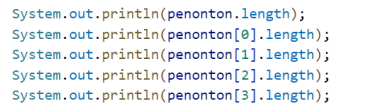 System.out.println(penonton.length);
System.out.println(penonton[0].length);
System.out.println(penonton[1].length);
System.out.println(penonton[2].length);
System.out.println(penonton[3].length);